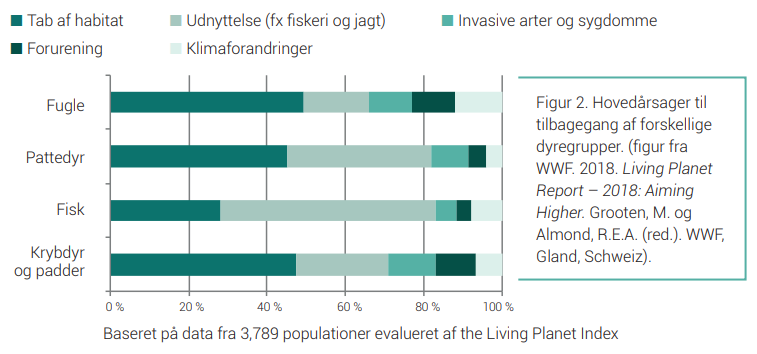 Tab af habitat
Udnyttelse (fx fiskeri og jagt)
Invasive arter og sygdomme
Forurening
Klimaforandringer
Fugle
Pattedyr
Fisk
Krybdyr
og padder
0 %
20 %
40 %
60 %
80 %
100 %
Baseret på data fra 3,789 populationer evalueret af the Living Planet Index
Figur 2. Hovedårsager til
tilbagegang af forskellige
dyregrupper. (figur fra
WWF. 2018. Living Planet
Report – 2018: Aiming
Higher. Grooten, M. og
Almond, R.E.A. (red.). WWF,
Gland, Schweiz).